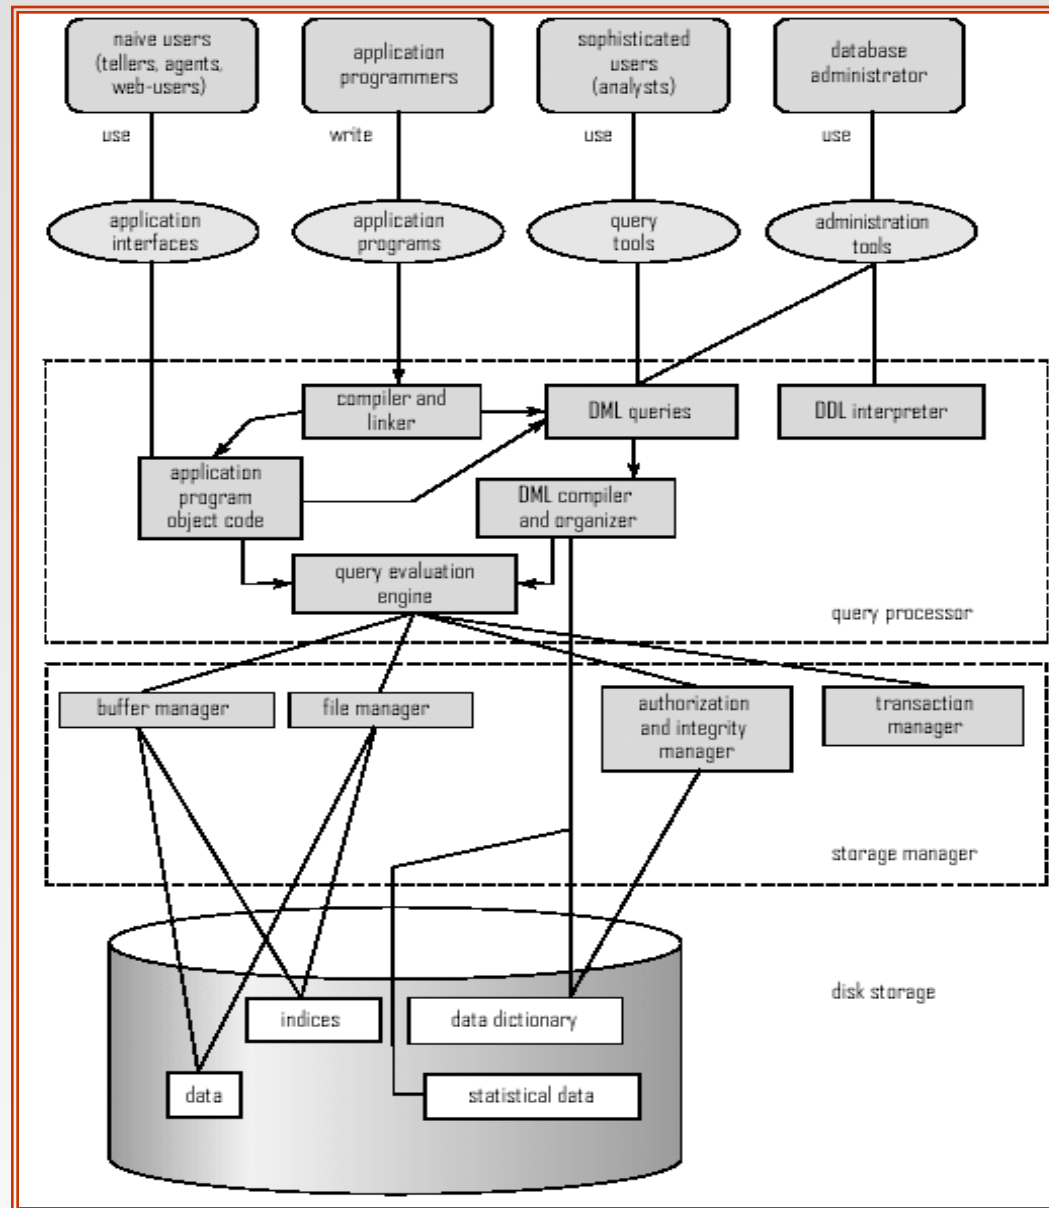 naive users
(tellers, agents,
web-users)
application
programmers
sophisticated
users
(analysts)
database
administrator
use
write
use
use
application
interfaces
application
programs
query
tools
administration
tools
compiler and
linker
DML queries
DDL interpreter
application
program
object code
DML compiler
and organizer
query evaluation
engine
query processor
buffer manager
file manager
authorization
and integrity
manager
transaction
manager
storage manager
disk storage
indices
data dictionary
data
statistical data